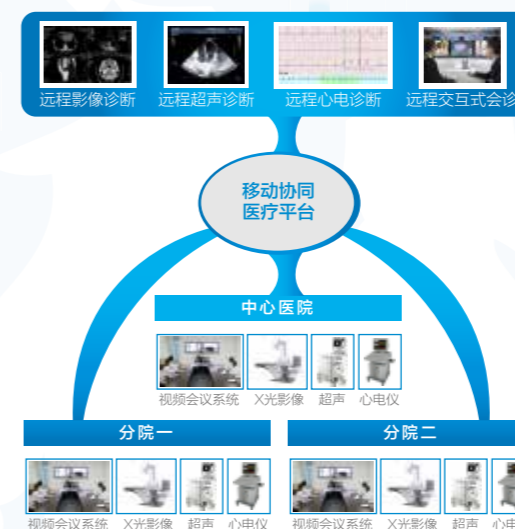 远程影像诊断 远程超声诊断 远程心电诊断 远程交互式会诊
移动协同
医疗平台
中心医院
视频会议系统 X光影像 超声 心电仪
分院一 分院二
视频会议系统 X光影像 超声 心电仪 视频会议系统 X光影像 超声 心电